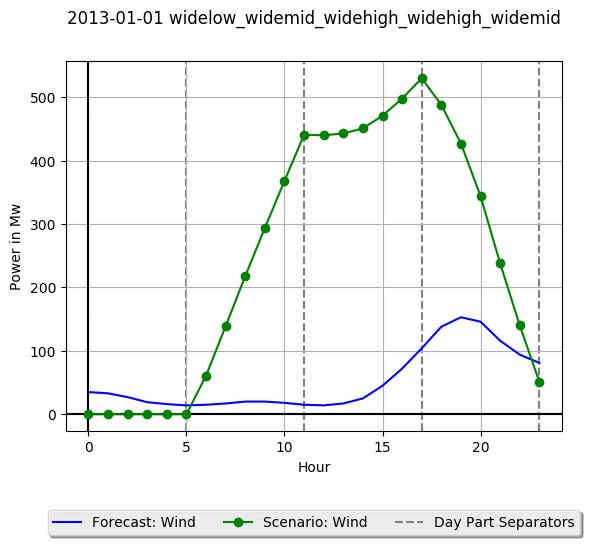 2013-01-01 widelow_widemid_widehigh_widehigh_widemid
Power in Mw
500
400
300
200
100
0
0 5 10 15 20
Hour
Forecast: Wind Scenario: Wind Day Part Separators